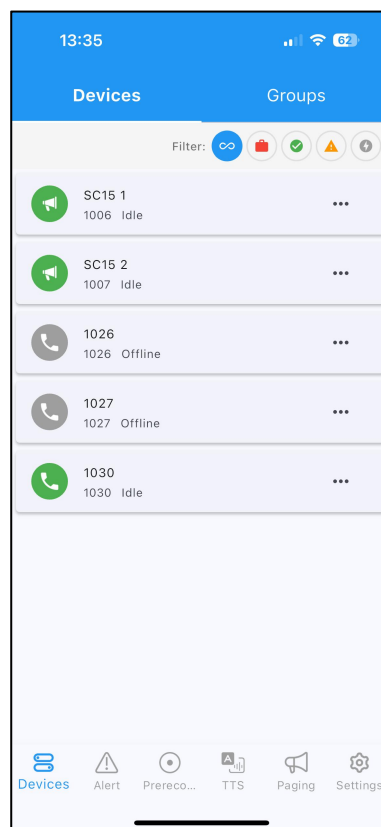 13:35
62
Devices
Groups
Filter:
SC15 1
1006 Idle
•••
SC15 2
1007 Idle
•••
1026
1026 Offline
•••
1027
1027 Offline
•••
1030
1030 Idle
•••
A
Devices
Alert
Prereco...
TTS
Paging
Settings